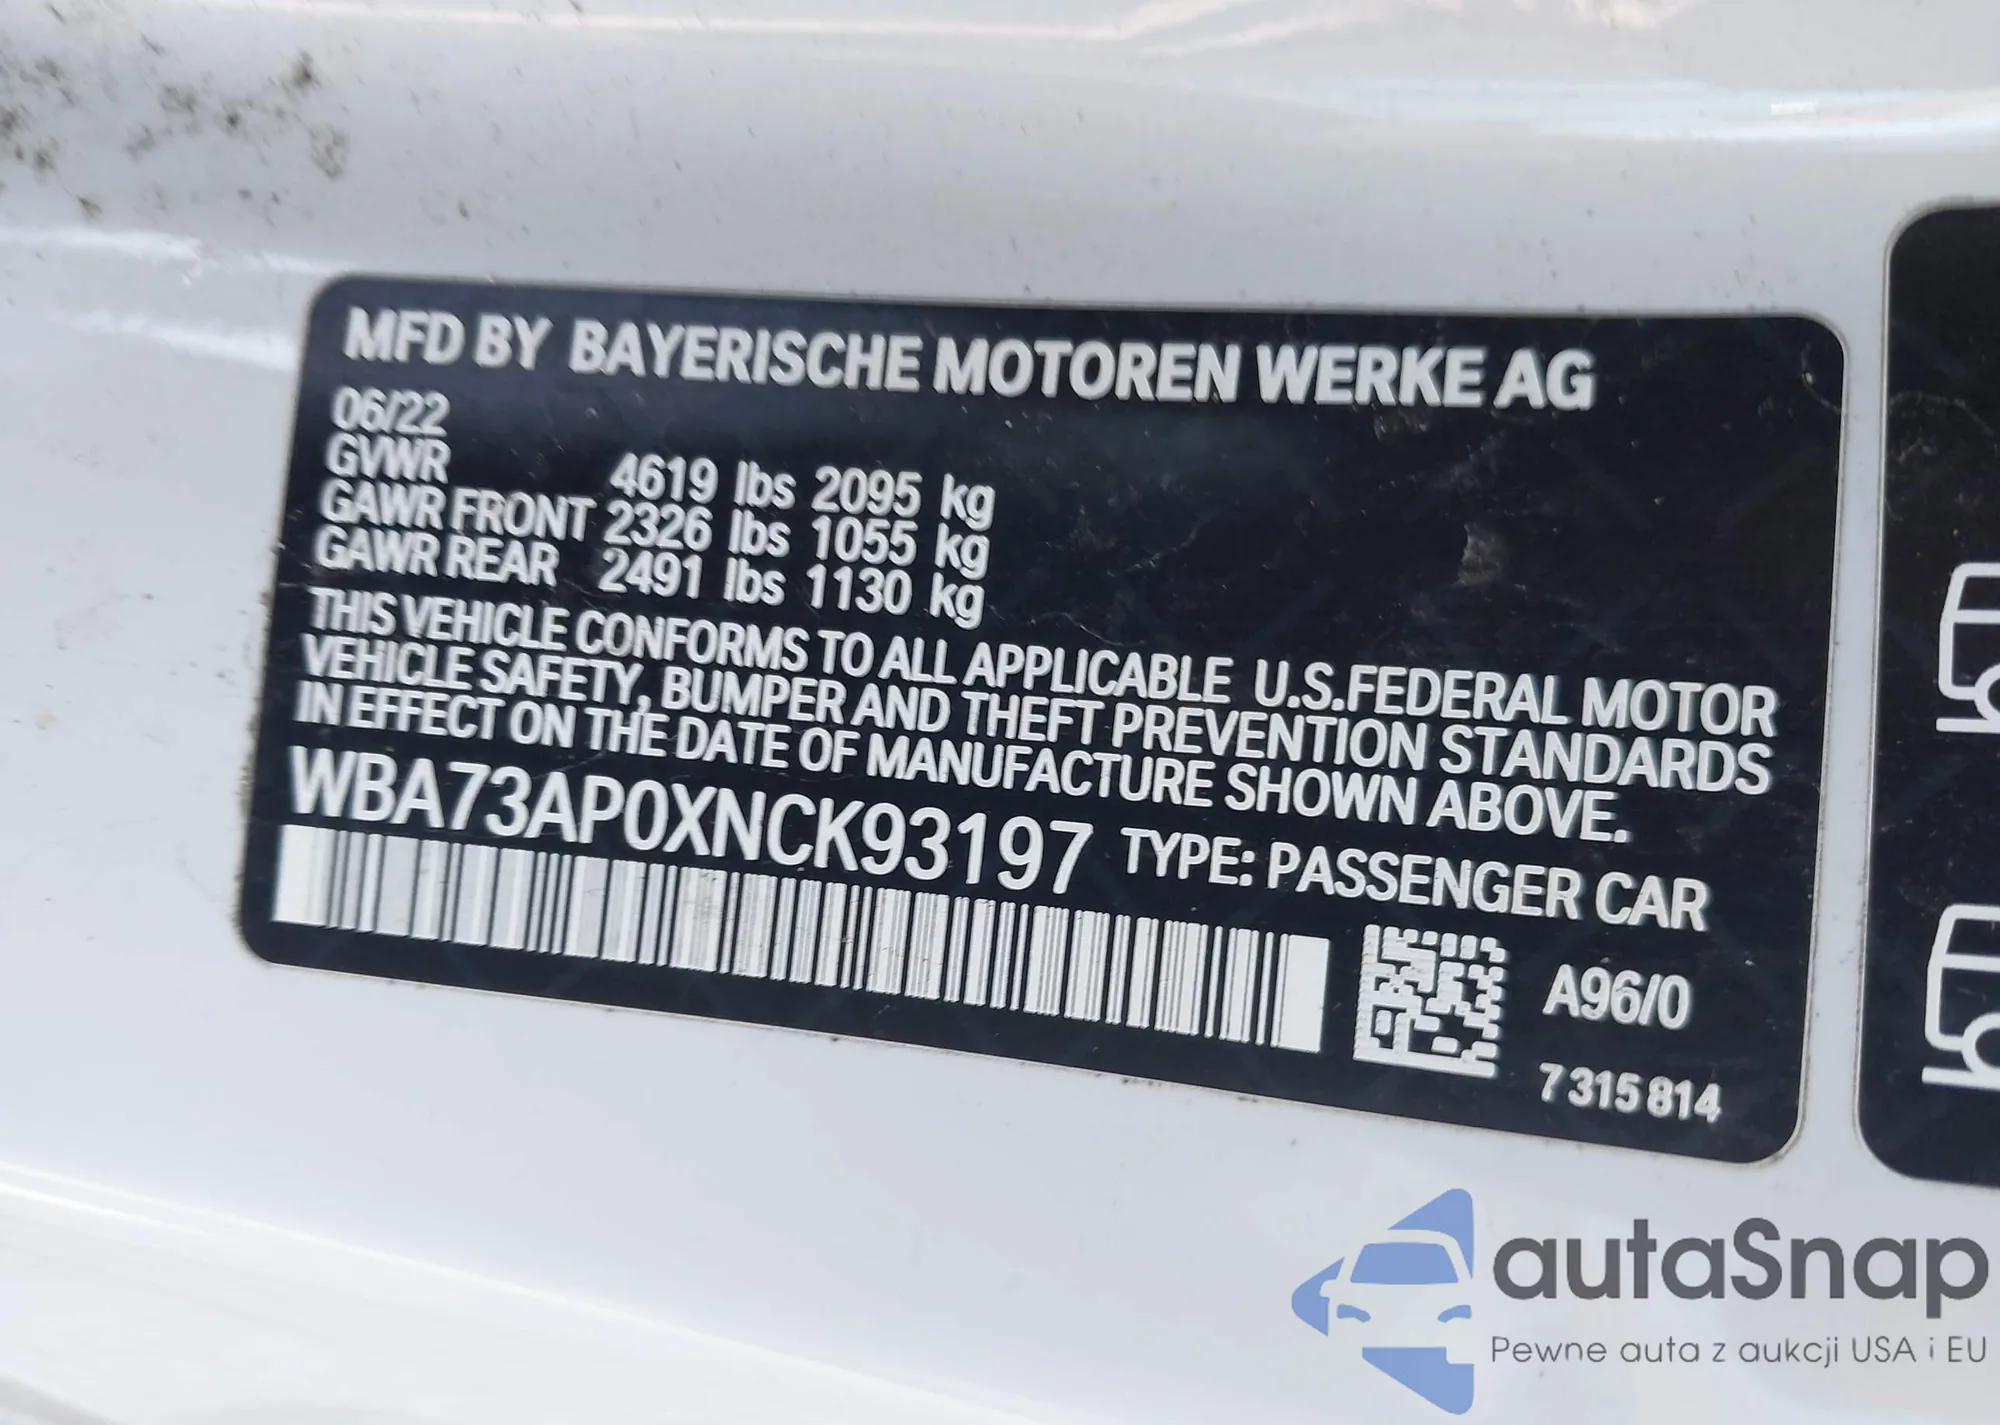 MFD BY BAYERISCHE MOTOREN WERKE AG
06/22
GVWR 4619 lbs 2095 kg
GAWR FRONT 2326 lbs 1055 kg
GAWR REAR 2491 lbs 1130 kg
THIS VEHICLE CONFORMS TO ALL APPLICABLE U.S.FEDERAL MOTOR
VEHICLE SAFETY, BUMPER AND THEFT PREVENTION STANDARDS
IN EFFECT ON THE DATE OF MANUFACTURE SHOWN ABOVE.
WBA73AP0XNCK93197 TYPE: PASSENGER CAR
A96/0
7 315 814
autaSnap
Pewne auta z aukcji USA i EU